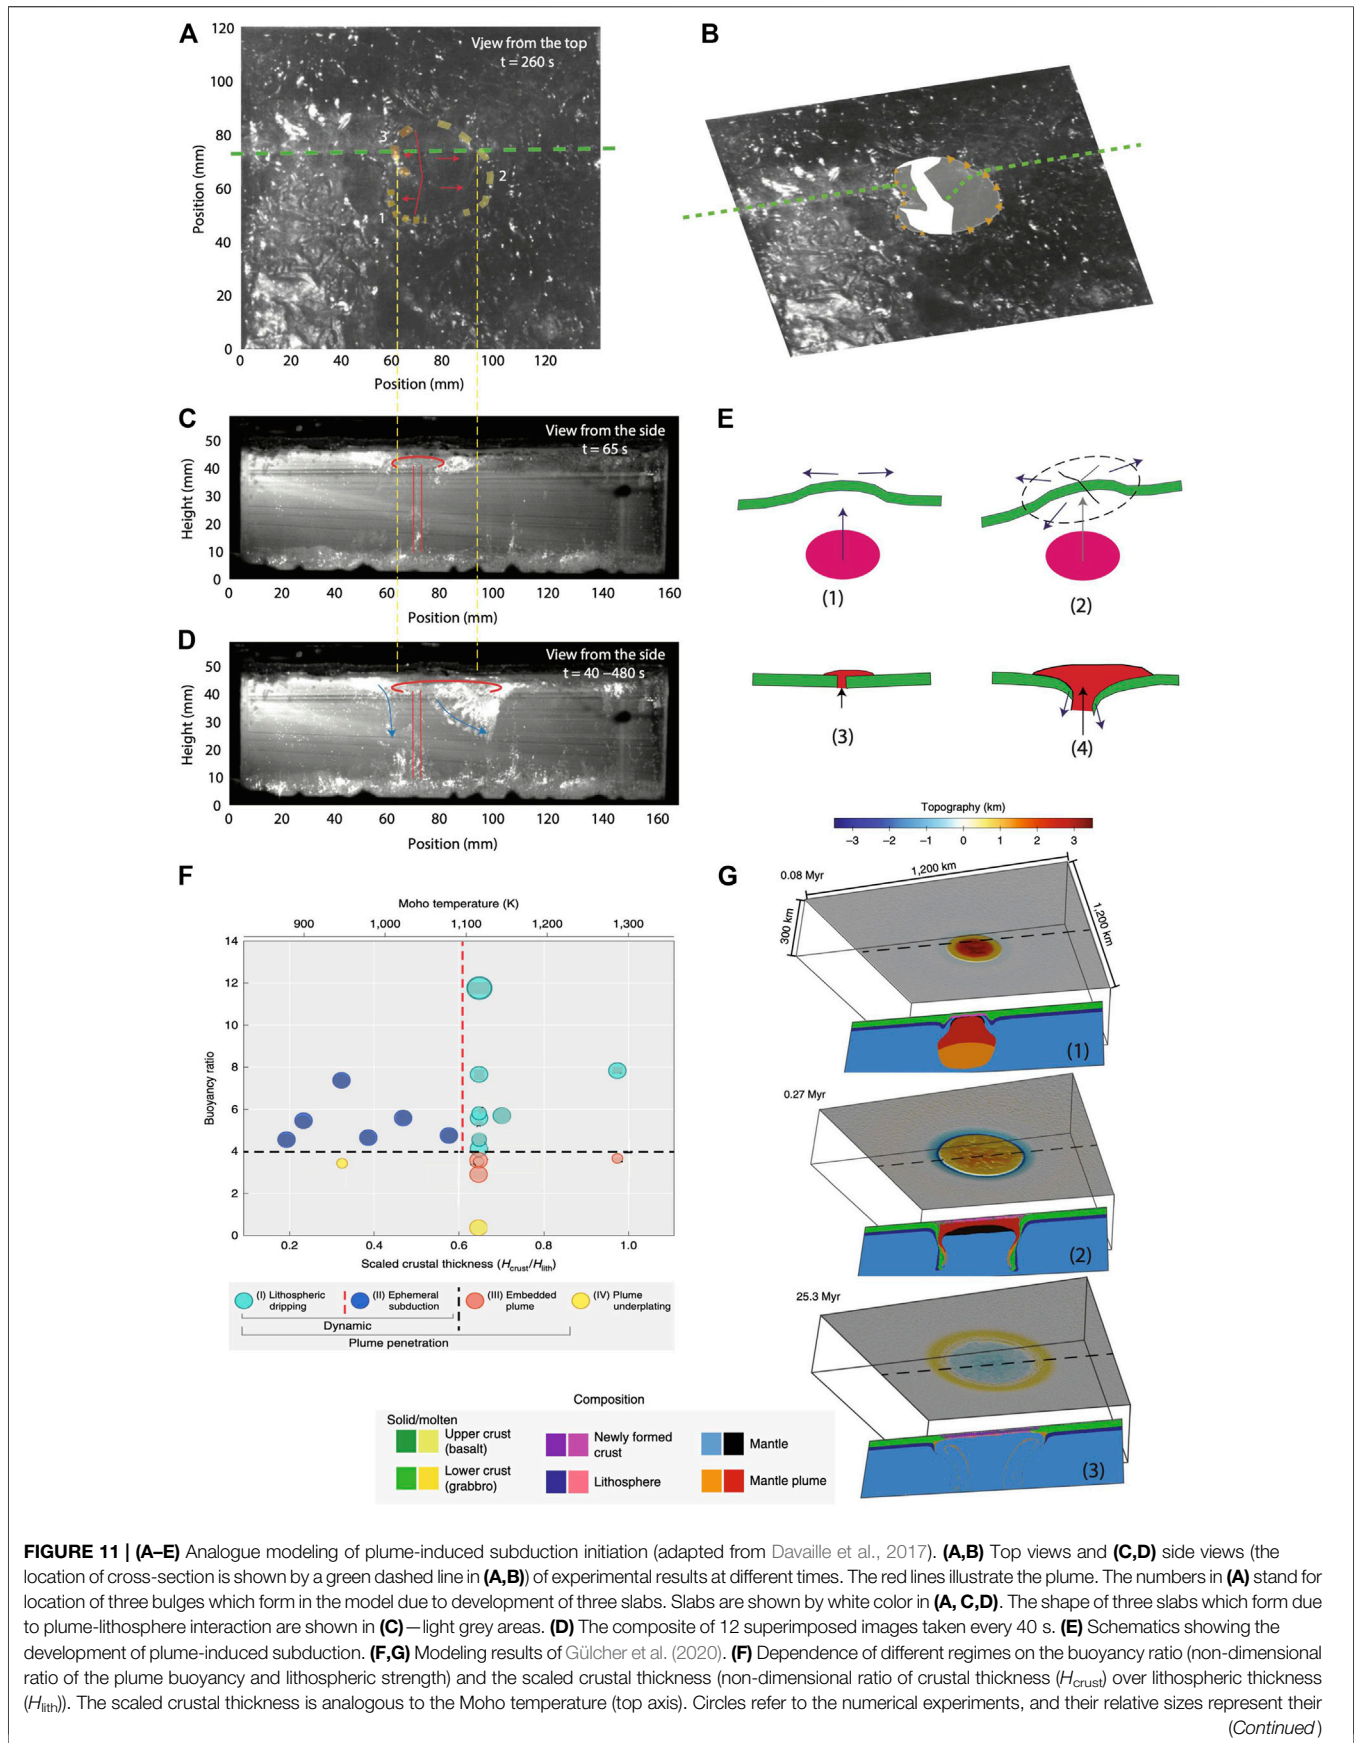 A
View from the top
t = 260 s
120
100
80
60
40
20
0
Position (mm)
3
2
1
0 20 40 60 80 100 120
Position (mm)
B
C
View from the side
t = 65 s
50
40
30
20
10
0
Height (mm)
0 20 40 60 80 100 120 140 160
Position (mm)
D
View from the side
t = 40 –480 s
50
40
30
20
10
0
Height (mm)
0 20 40 60 80 100 120 140 160
Position (mm)
E
(1)
(2)
(3)
(4)
F
Moho temperature (K)
900 1,000 1,100 1,200 1,300
14
12
10
8
6
4
2
0
Buoyancy ratio
0.2 0.4 0.6 0.8 1.0
Scaled crustal thickness (Hcrust/Hlith)
(I) Lithospheric dripping
(II) Ephemeral subduction
(III) Embedded plume
(IV) Plume underplating
Dynamic
Plume penetration
Topography (km)
−3 −2 −1 0 1 2 3
G
0.08 Myr
1,200 km
1,200 km
300 km
(1)
0.27 Myr
(2)
25.3 Myr
(3)
Composition
Solid/molten
Upper crust (basalt)
Newly formed crust
Mantle
Lower crust (grabbro)
Lithosphere
Mantle plume
FIGURE 11 | (A–E) Analogue modeling of plume-induced subduction initiation (adapted from Davaille et al., 2017). (A,B) Top views and (C,D) side views (the
location of cross-section is shown by a green dashed line in (A,B)) of experimental results at different times. The red lines illustrate the plume. The numbers in (A) stand for
location of three bulges which form in the model due to development of three slabs. Slabs are shown by white color in (A, C,D). The shape of three slabs which form due
to plume-lithosphere interaction are shown in (C)—light grey areas. (D) The composite of 12 superimposed images taken every 40 s. (E) Schematics showing the
development of plume-induced subduction. (F,G) Modeling results of Gülcher et al. (2020). (F) Dependence of different regimes on the buoyancy ratio (non-dimensional
ratio of the plume buoyancy and lithospheric strength) and the scaled crustal thickness (non-dimensional ratio of crustal thickness (Hcrust) over lithospheric thickness
(Hlith)). The scaled crustal thickness is analogous to the Moho temperature (top axis). Circles refer to the numerical experiments, and their relative sizes represent their
(Continued)